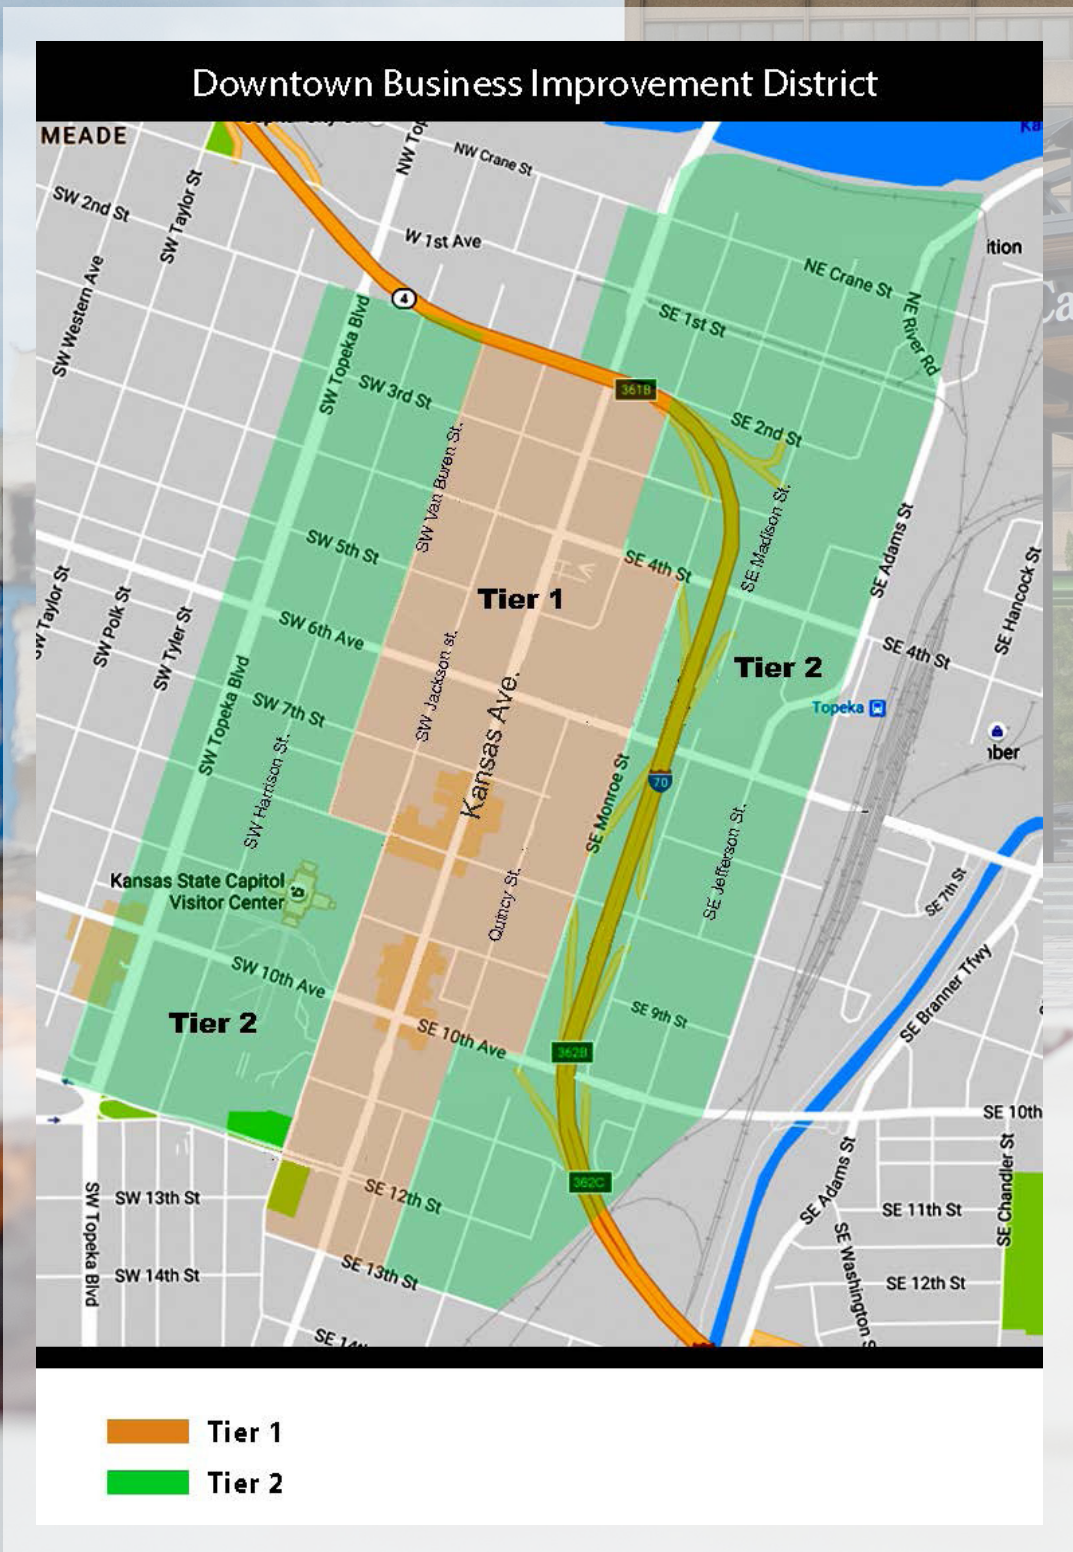 Downtown Business Improvement District
MEADE
NW Crane St
SW 2nd St
SW Taylor St
W 1st Ave
ition
NE Crane St
SW Western Ave
4
NE River Rd
SE 1st St
SW Topeka Blvd
SW 3rd St
361B
SE 2nd St
SW Van Buren St.
SE Madison St.
SE Adams St
SW 5th St
SE 4th St
SE Hancock St
Tier 1
SW Taylor St
SW Polk St
SW Tyler St
SW 6th Ave
SW Jackson st.
SE 4th St
Tier 2
Topeka
SW Topeka Blvd
SW 7th St
Kansas Ave.
SW Harrison St.
SE Monroe St
70
SE Jefferson St.
Kansas State Capitol
Visitor Center
Quincy St.
SE 7th St
SW 10th Ave
SE Branner Tfwy
Tier 2
SE 9th St
SE 10th Ave
362B
SE 10th
SE Chandler St
SE Adams St
362C
SW Topeka Blvd
SW 13th St
SE 12th St
SE 11th St
SE Washington S
SW 14th St
SE 13th St
SE 12th St
Tier 1
Tier 2